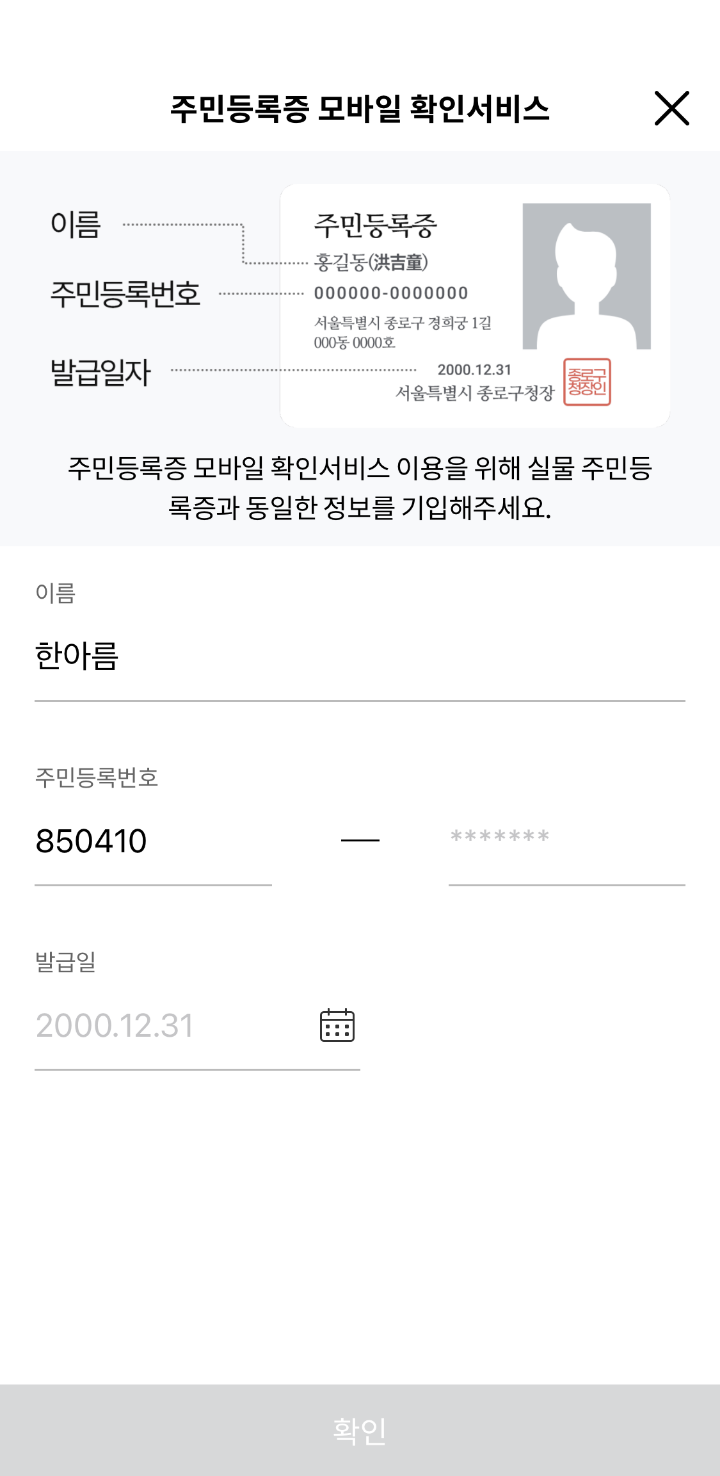 주민등록증 모바일 확인서비스
이름
주민등록번호
발급일자
주민등록증
홍길동(洪吉童)
000000-0000000
서울특별시 종로구 경희궁 1길
000동 0000호
2000.12.31
서울특별시 종로구청장
종로구
청장인
주민등록증 모바일 확인서비스 이용을 위해 실물 주민등
록증과 동일한 정보를 기입해주세요.
이름
한아름
주민등록번호
850410 — *******
발급일
2000.12.31
확인